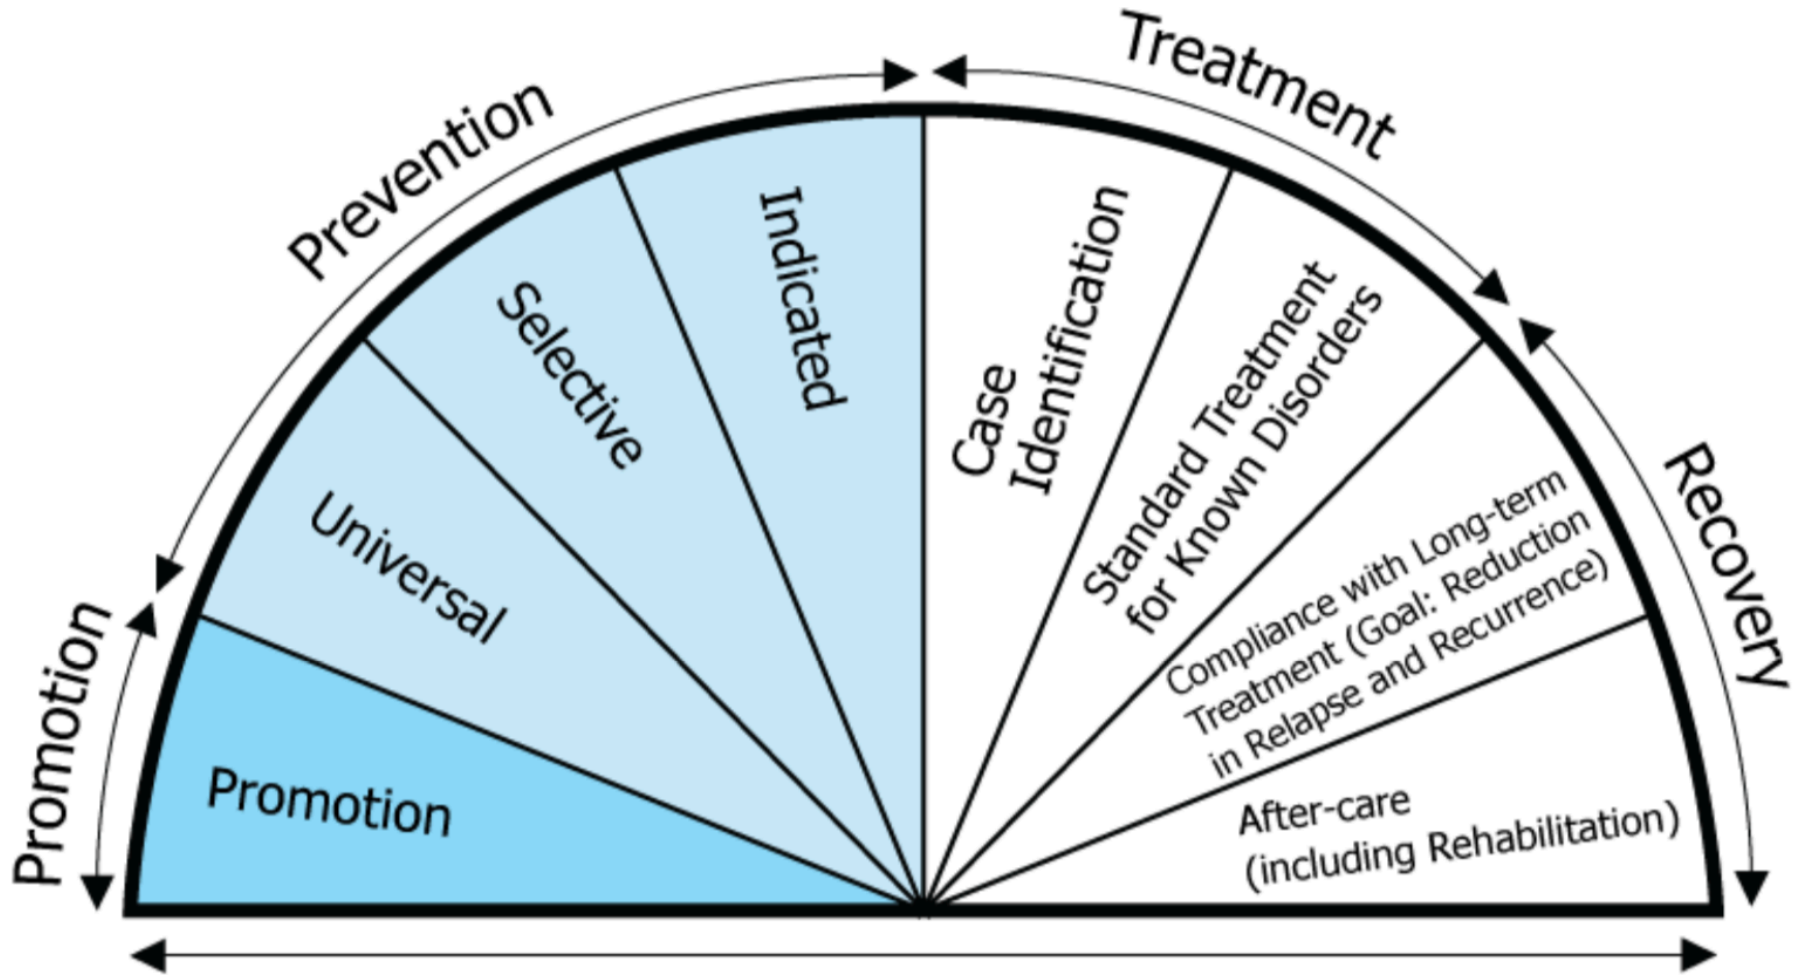 Promotion
Prevention
Treatment
Recovery
Promotion
Universal
Selective
Indicated
Case
Identification
Standard Treatment
for Known Disorders
Compliance with Long-term
Treatment (Goal: Reduction
in Relapse and Recurrence)
After-care
(including Rehabilitation)